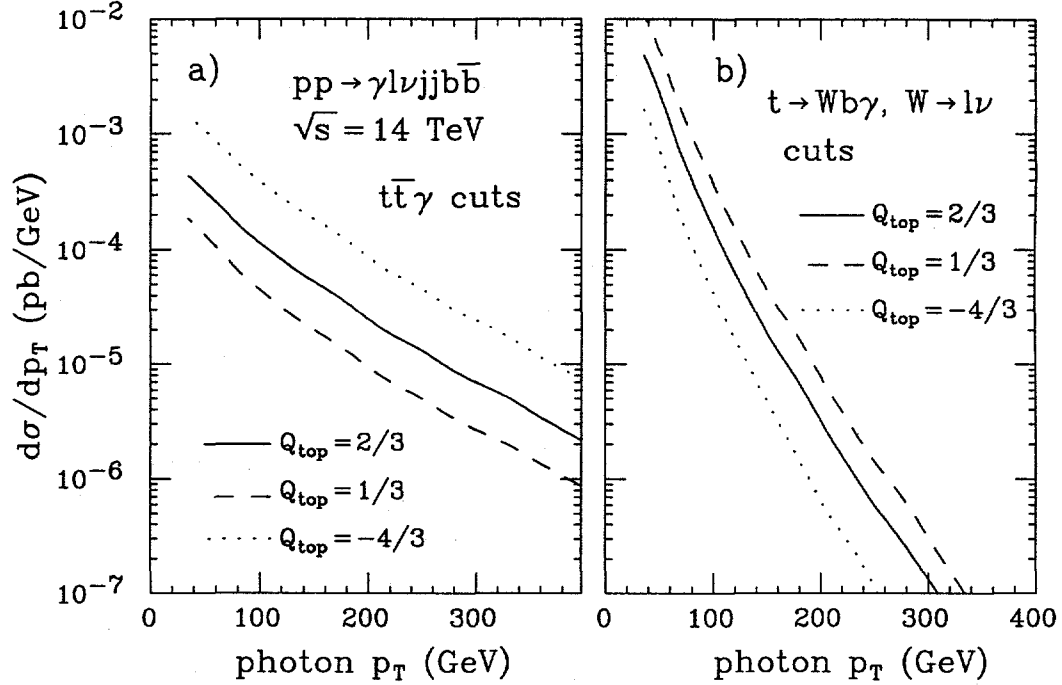 dσ/dp_T (pb/GeV)
10^−2
10^−3
10^−4
10^−5
10^−6
10^−7
a)
pp→γlνjjbb̅
√s = 14 TeV
tt̅γ cuts
Q_top = 2/3
Q_top = 1/3
Q_top = −4/3
0 100 200 300
photon p_T (GeV)
b)
t→Wbγ, W→lν
cuts
Q_top = 2/3
Q_top = 1/3
Q_top = −4/3
0 100 200 300 400
photon p_T (GeV)